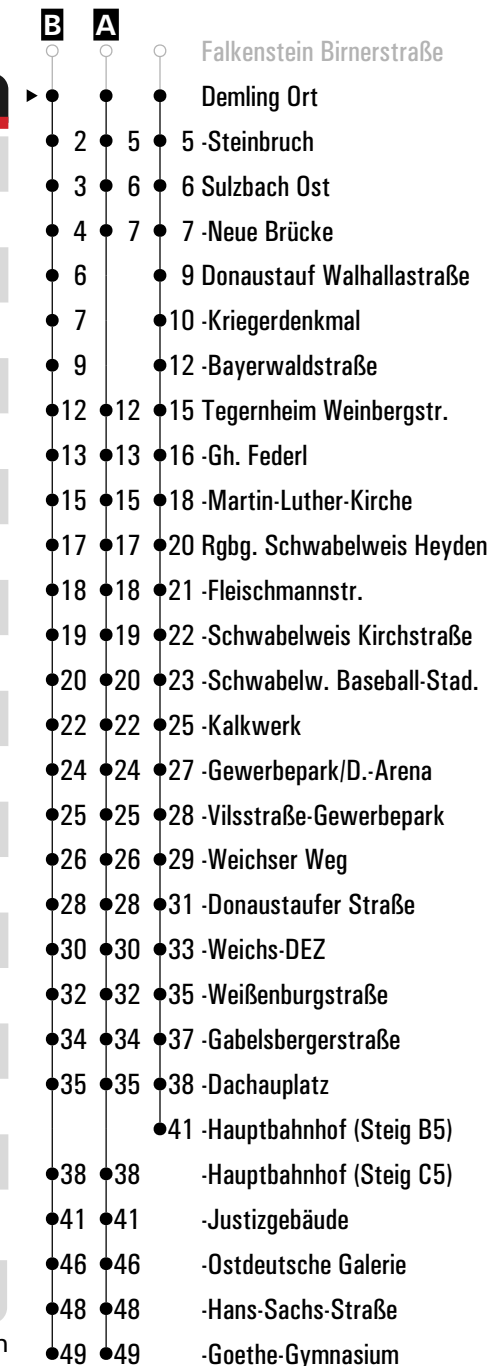 B A
Falkenstein Birnerstraße
Demling Ort
2 5 5 -Steinbruch
3 6 6 Sulzbach Ost
4 7 7 -Neue Brücke
6 9 Donaustauf Walhallastraße
7 10 -Kriegerdenkmal
9 12 -Bayerwaldstraße
12 12 15 Tegernheim Weinbergstr.
13 13 16 -Gh. Federl
15 15 18 -Martin-Luther-Kirche
17 17 20 Rgbg. Schwabelweis Heyden
18 18 21 -Fleischmannstr.
19 19 22 -Schwabelweis Kirchstraße
20 20 23 -Schwabelw. Baseball-Stad.
22 22 25 -Kalkwerk
24 24 27 -Gewerbepark/D.-Arena
25 25 28 -Vilsstraße-Gewerbepark
26 26 29 -Weichser Weg
28 28 31 -Donaustaufer Straße
30 30 33 -Weichs-DEZ
32 32 35 -Weißenburgstraße
34 34 37 -Gabelsbergerstraße
35 35 38 -Dachauplatz
41 -Hauptbahnhof (Steig B5)
38 38 -Hauptbahnhof (Steig C5)
41 41 -Justizgebäude
46 46 -Ostdeutsche Galerie
48 48 -Hans-Sachs-Straße
49 49 -Goethe-Gymnasium